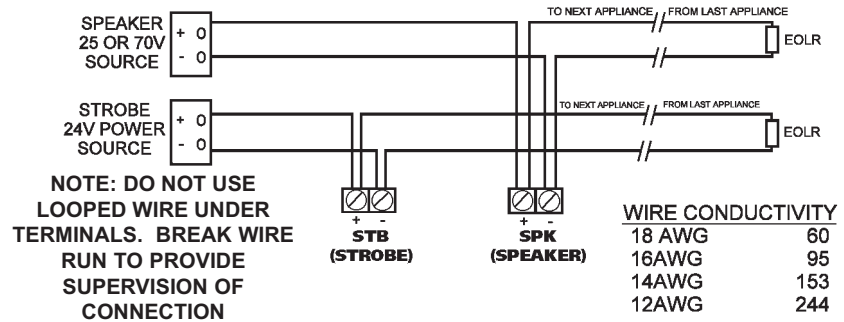 SPEAKER
25 OR 70V
SOURCE
+ O
- O
TO NEXT APPLIANCE FROM LAST APPLIANCE
EOLR
STROBE
24V POWER
SOURCE
+ O
- O
TO NEXT APPLIANCE FROM LAST APPLIANCE
EOLR
NOTE: DO NOT USE
LOOPED WIRE UNDER
TERMINALS. BREAK WIRE
RUN TO PROVIDE
SUPERVISION OF
CONNECTION
+ -
STB
(STROBE)
+ -
SPK
(SPEAKER)
WIRE CONDUCTIVITY
18 AWG 60
16AWG 95
14AWG 153
12AWG 244